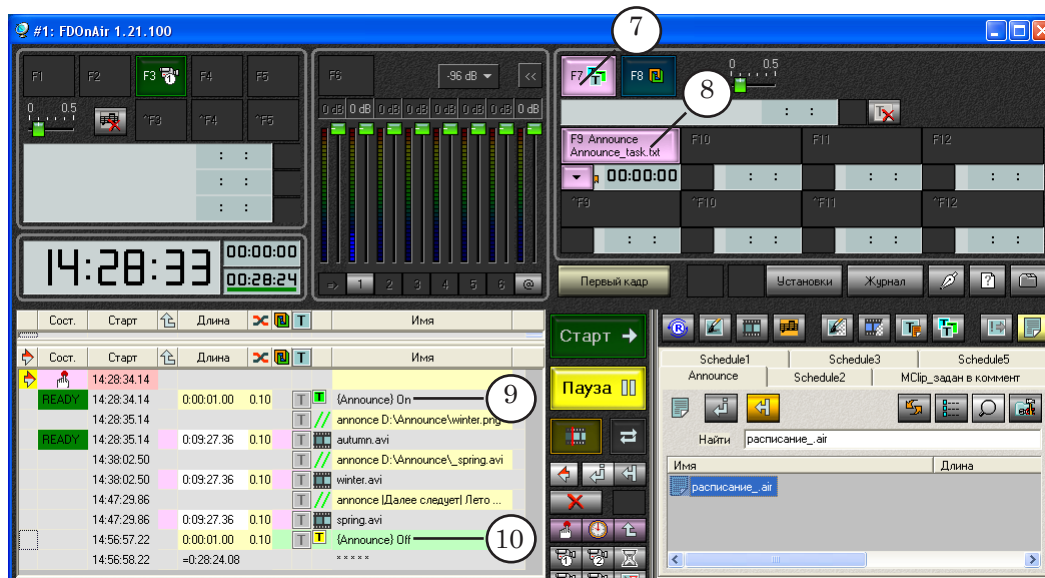 #1: FDOnAir 1.21.100
7
F1 F2 F3 F4 F5
F6 -96 dB <<
F7 F8 0 0.5
8
0 0.5 ^F3 ^F4 ^F5
0 dB 0 dB 0 dB 0 dB 0 dB 0 dB 0 dB 0 dB
: :
F9 Announce
Announce_task.txt
F10 F11 F12
00:00:00 : : : : : :
^F9 ^F10 ^F11 ^F12
: : : : : : : :
: :
: :
: :
14:28:33 00:00:00
00:28:24
=> 1 2 3 4 5 6 @
Первый кадр Установки Журнал
Сост. Старт Длина T Имя
Сост. Старт Длина T Имя
14:28:34.14
READY 14:28:34.14 0:00:01.00 0.10 T T {Announce} On
9
14:28:35.14 T // annonce D:\Announce\winter.png
READY 14:28:35.14 0:09:27.36 0.10 T autumn.avi
14:38:02.50 T // annonce D:\Announce\_spring.avi
14:38:02.50 0:09:27.36 0.10 T winter.avi
14:47:29.86 T // annonce |Далее следует| Лето ...
14:47:29.86 0:09:27.36 0.10 T spring.avi
14:56:57.22 0:00:01.00 0.10 T T {Announce} Off
10
14:56:58.22 =0:28:24.08 * * * * *
Старт
Пауза
Schedule1 Schedule3 Schedule5
Announce Schedule2 MClip_задан в коммент
Найти расписание_.air
Имя Длина
расписание_.air